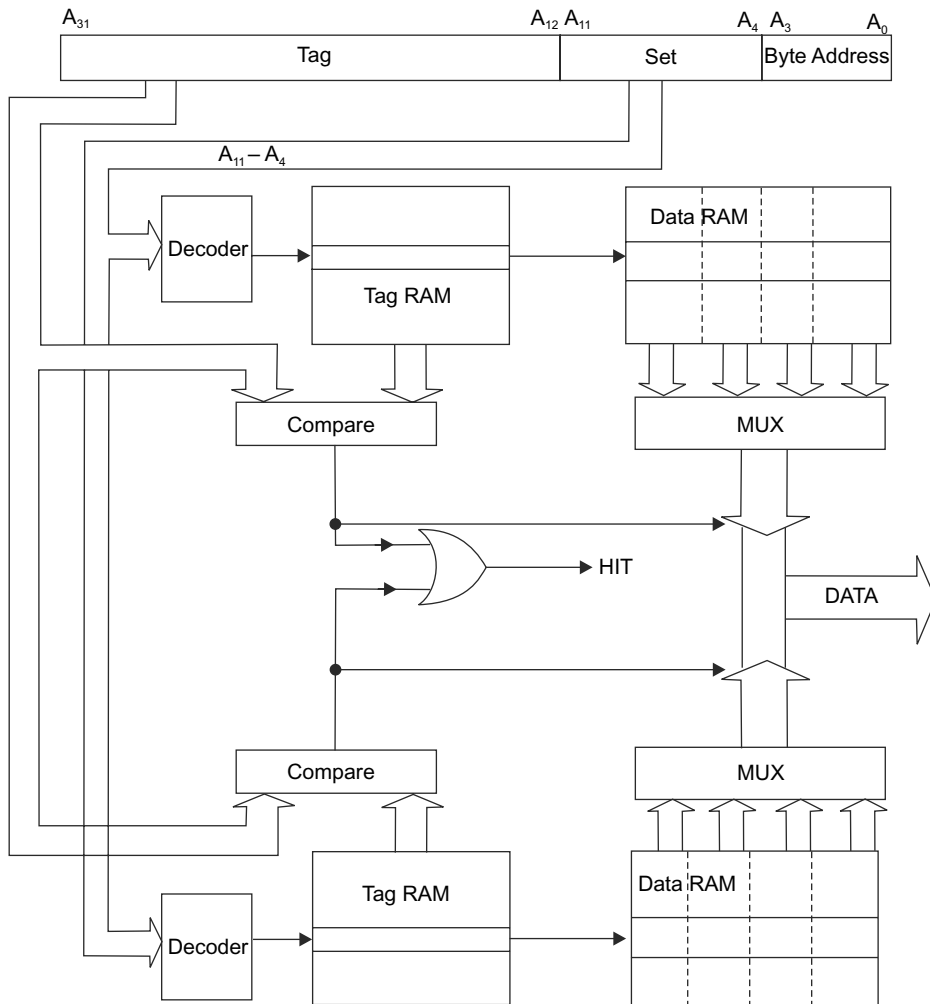 A₃₁ A₁₂ A₁₁ A₄ A₃ A₀
Tag Set Byte Address
A₁₁ – A₄
Decoder
Tag RAM
Data RAM
Compare
MUX
HIT
DATA
Compare
MUX
Decoder
Tag RAM
Data RAM